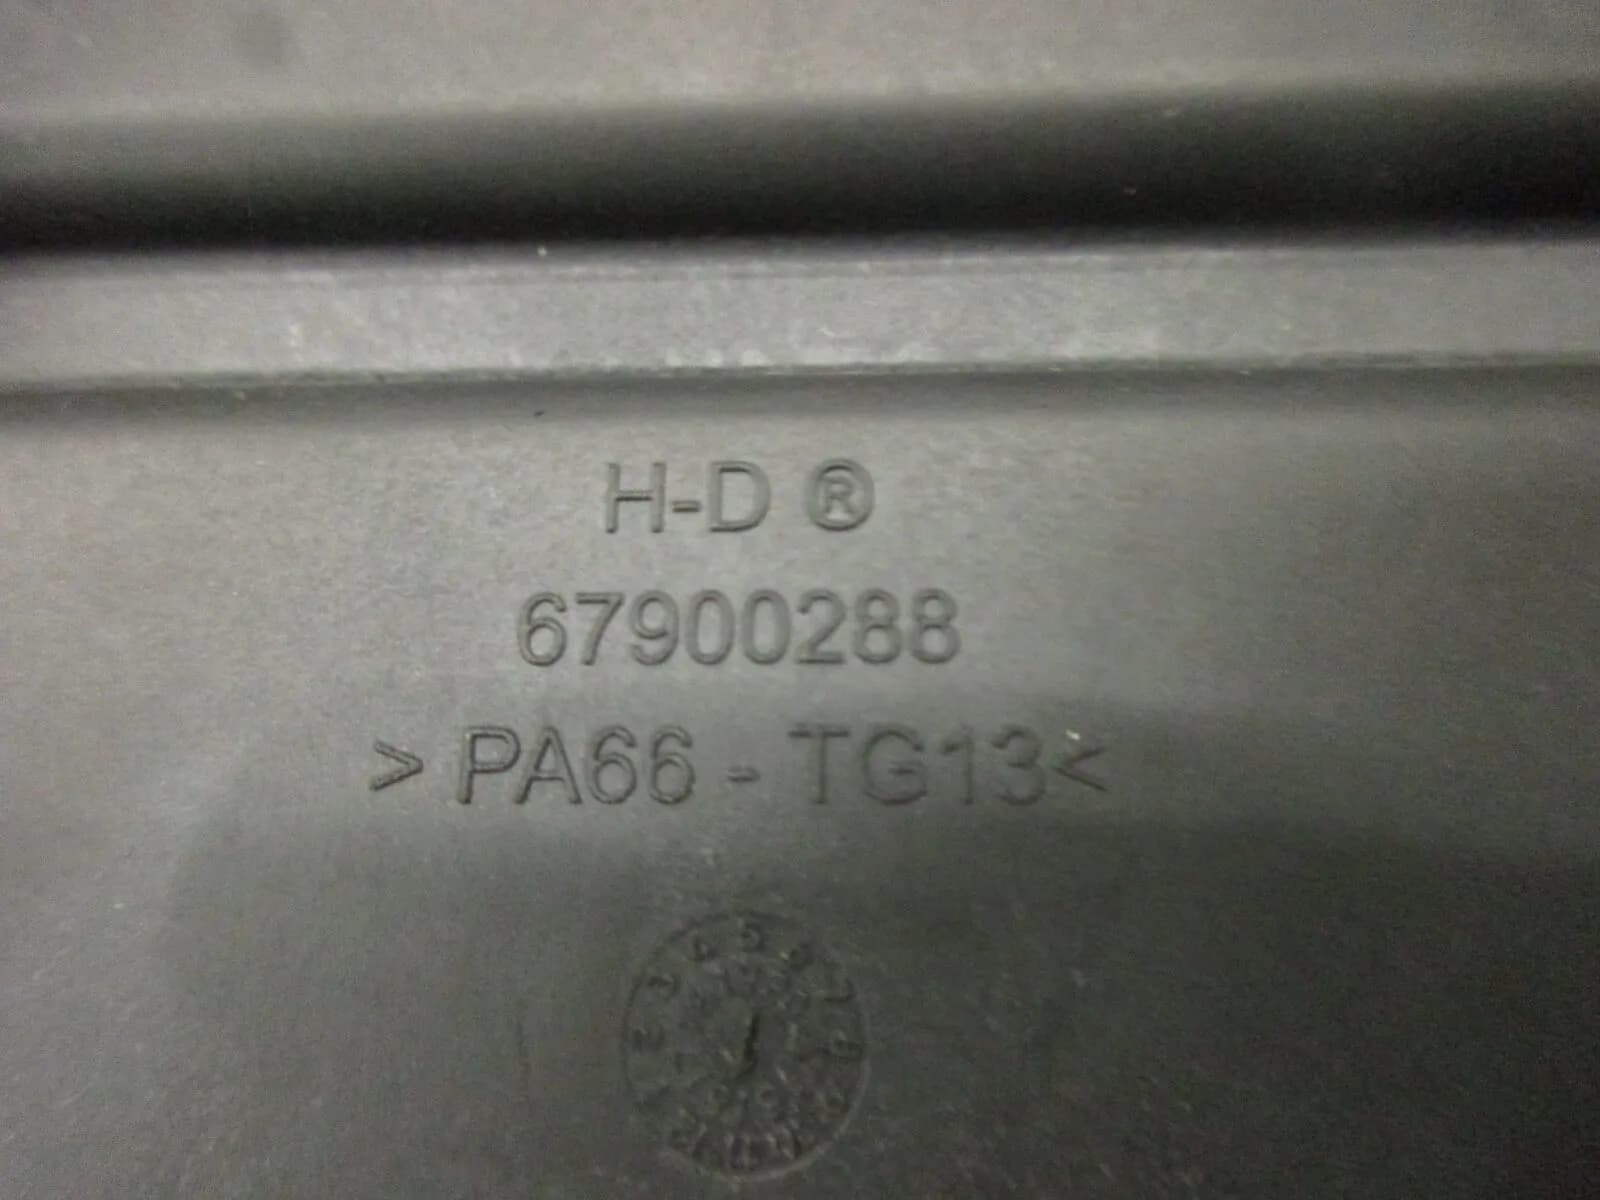 H-D ®
67900288
> PA66 - TG13<